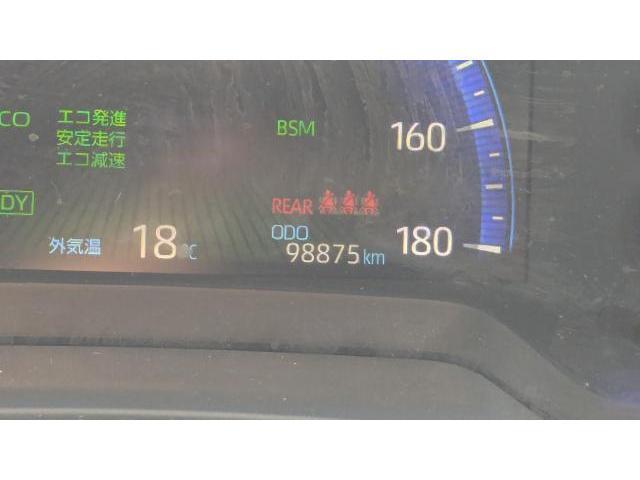 CO エコ発進
安定走行
エコ減速
BSM
160
DY
REAR
外気温 18℃
ODO
98875km
180